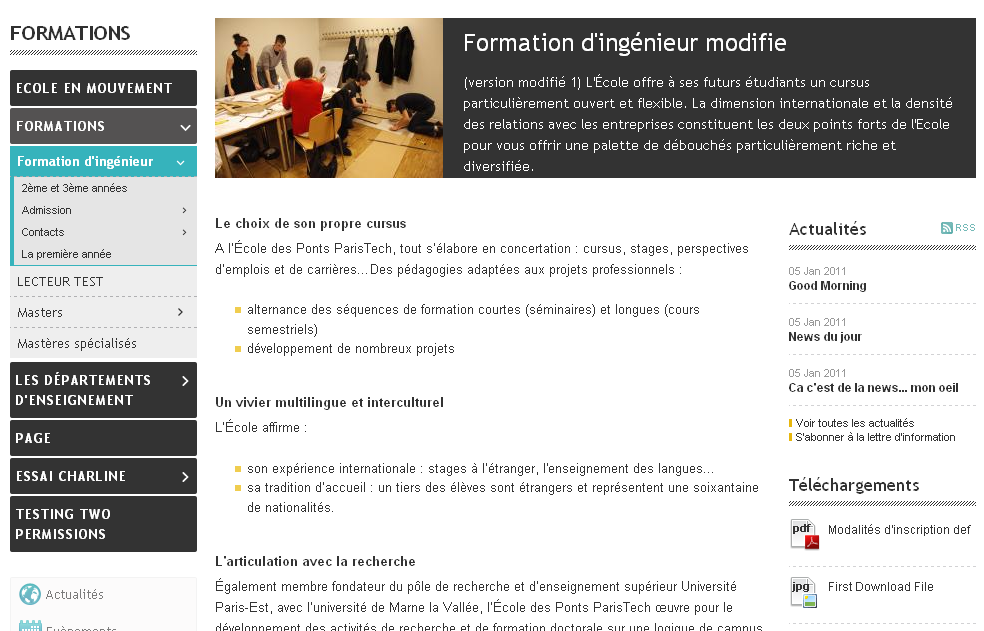 FORMATIONS
ECOLE EN MOUVEMENT
FORMATIONS
Formation d'ingénieur
2ème et 3ème années
Admission
Contacts
La première année
LECTEUR TEST
Masters
Mastères spécialisés
LES DÉPARTEMENTS
D'ENSEIGNEMENT
PAGE
ESSAI CHARLINE
TESTING TWO
PERMISSIONS
Actualités
Evènements
Formation d'ingénieur modifie
(version modifié 1) L'École offre à ses futurs étudiants un cursus
particulièrement ouvert et flexible. La dimension internationale et la densité
des relations avec les entreprises constituent les deux points forts de l'Ecole
pour vous offrir une palette de débouchés particulièrement riche et
diversifiée.
Le choix de son propre cursus
A l'École des Ponts ParisTech, tout s'élabore en concertation : cursus, stages, perspectives
d'emplois et de carrières... Des pédagogies adaptées aux projets professionnels :
alternance des séquences de formation courtes (séminaires) et longues (cours
semestriels)
développement de nombreux projets
Un vivier multilingue et interculturel
L'École affirme :
son expérience internationale : stages à l'étranger, l'enseignement des langues...
sa tradition d'accueil : un tiers des élèves sont étrangers et représentent une soixantaine
de nationalités.
L'articulation avec la recherche
Également membre fondateur du pôle de recherche et d'enseignement supérieur Université
Paris-Est, avec l'université de Marne la Vallée, l'École des Ponts ParisTech œuvre pour le
développement des activités de recherche et de formation doctorale sur une logique de campus
Actualités
RSS
05 Jan 2011
Good Morning
05 Jan 2011
News du jour
05 Jan 2011
Ca c'est de la news... mon oeil
Voir toutes les actualités
S'abonner à la lettre d'information
Téléchargements
pdf
Modalités d'inscription def
jpg
First Download File